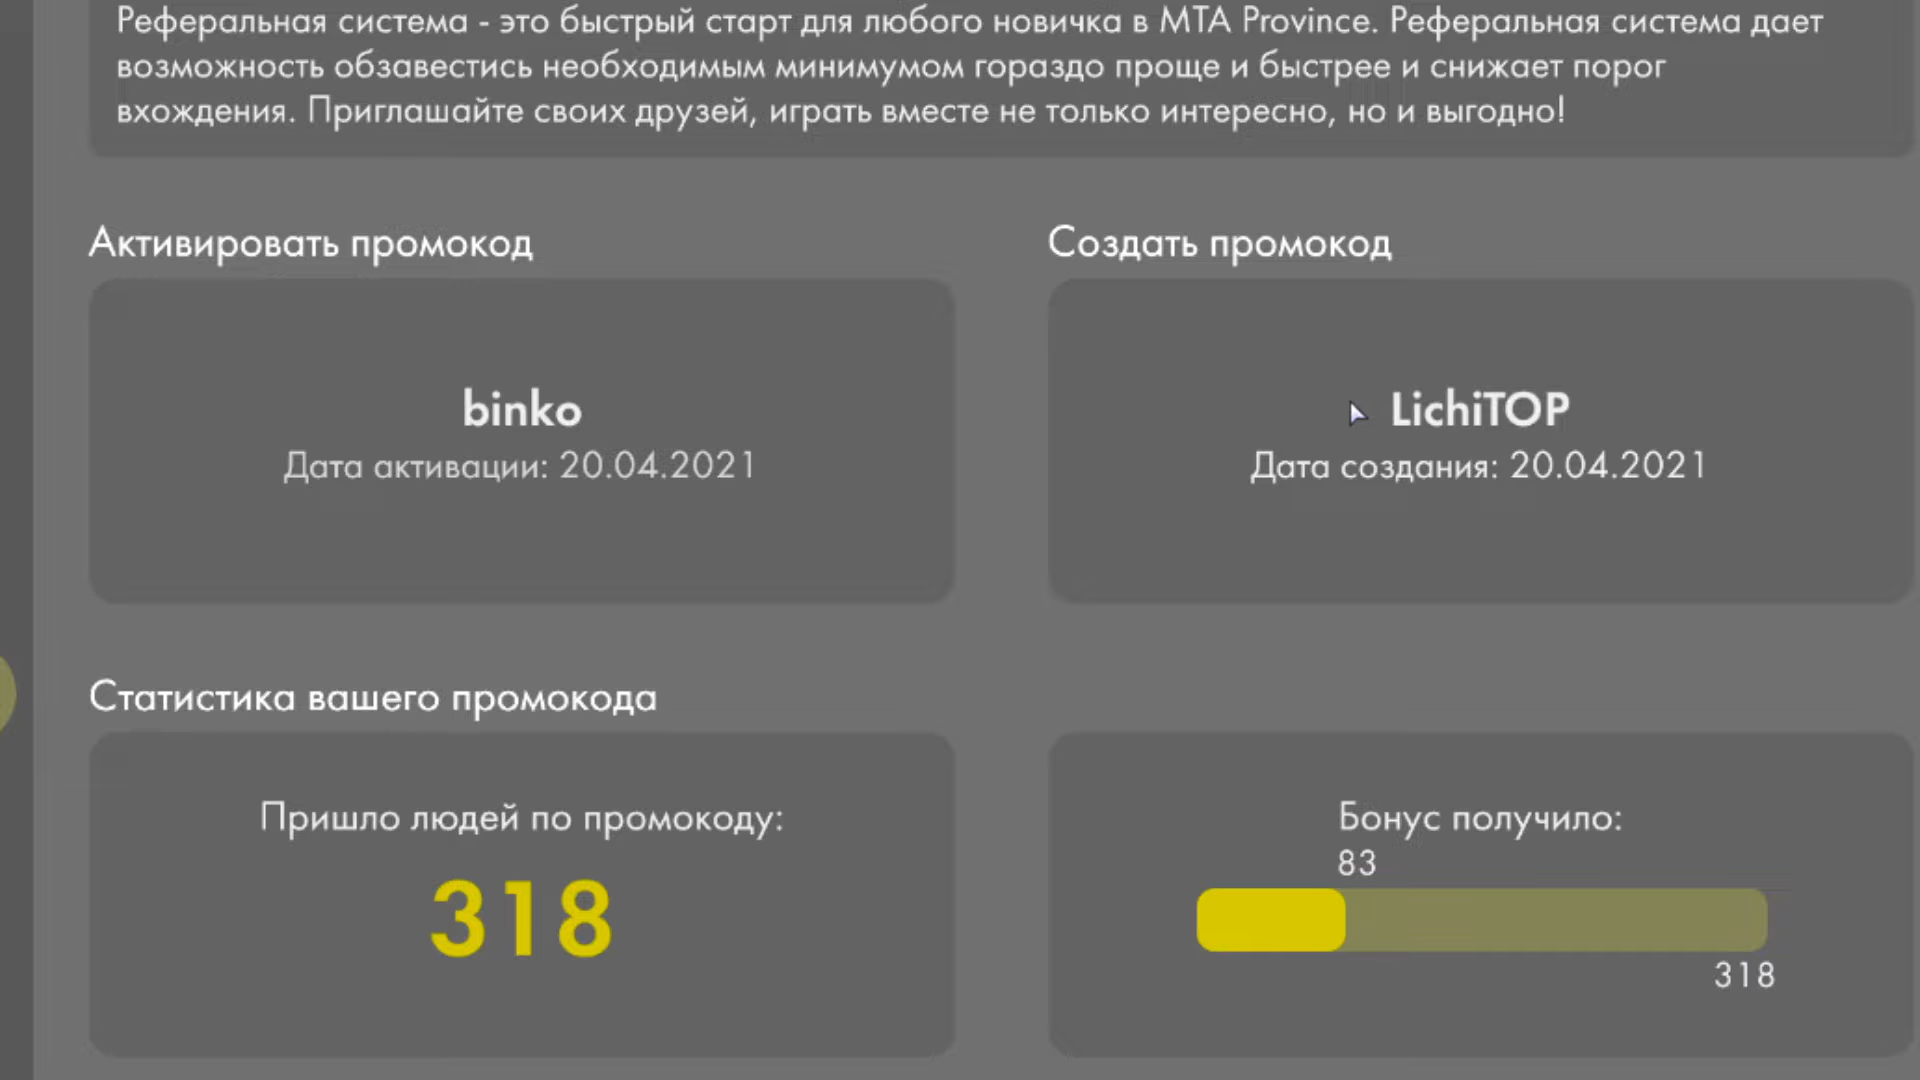 Реферальная система - это быстрый старт для любого новичка в MTA Province. Реферальная система дает
возможность обзавестись необходимым минимумом гораздо проще и быстрее и снижает порог
вхождения. Приглашайте своих друзей, играть вместе не только интересно, но и выгодно!
Активировать промокод
binko
Дата активации: 20.04.2021
Создать промокод
LichiTOP
Дата создания: 20.04.2021
Статистика вашего промокода
Пришло людей по промокоду:
318
Бонус получило:
83
318